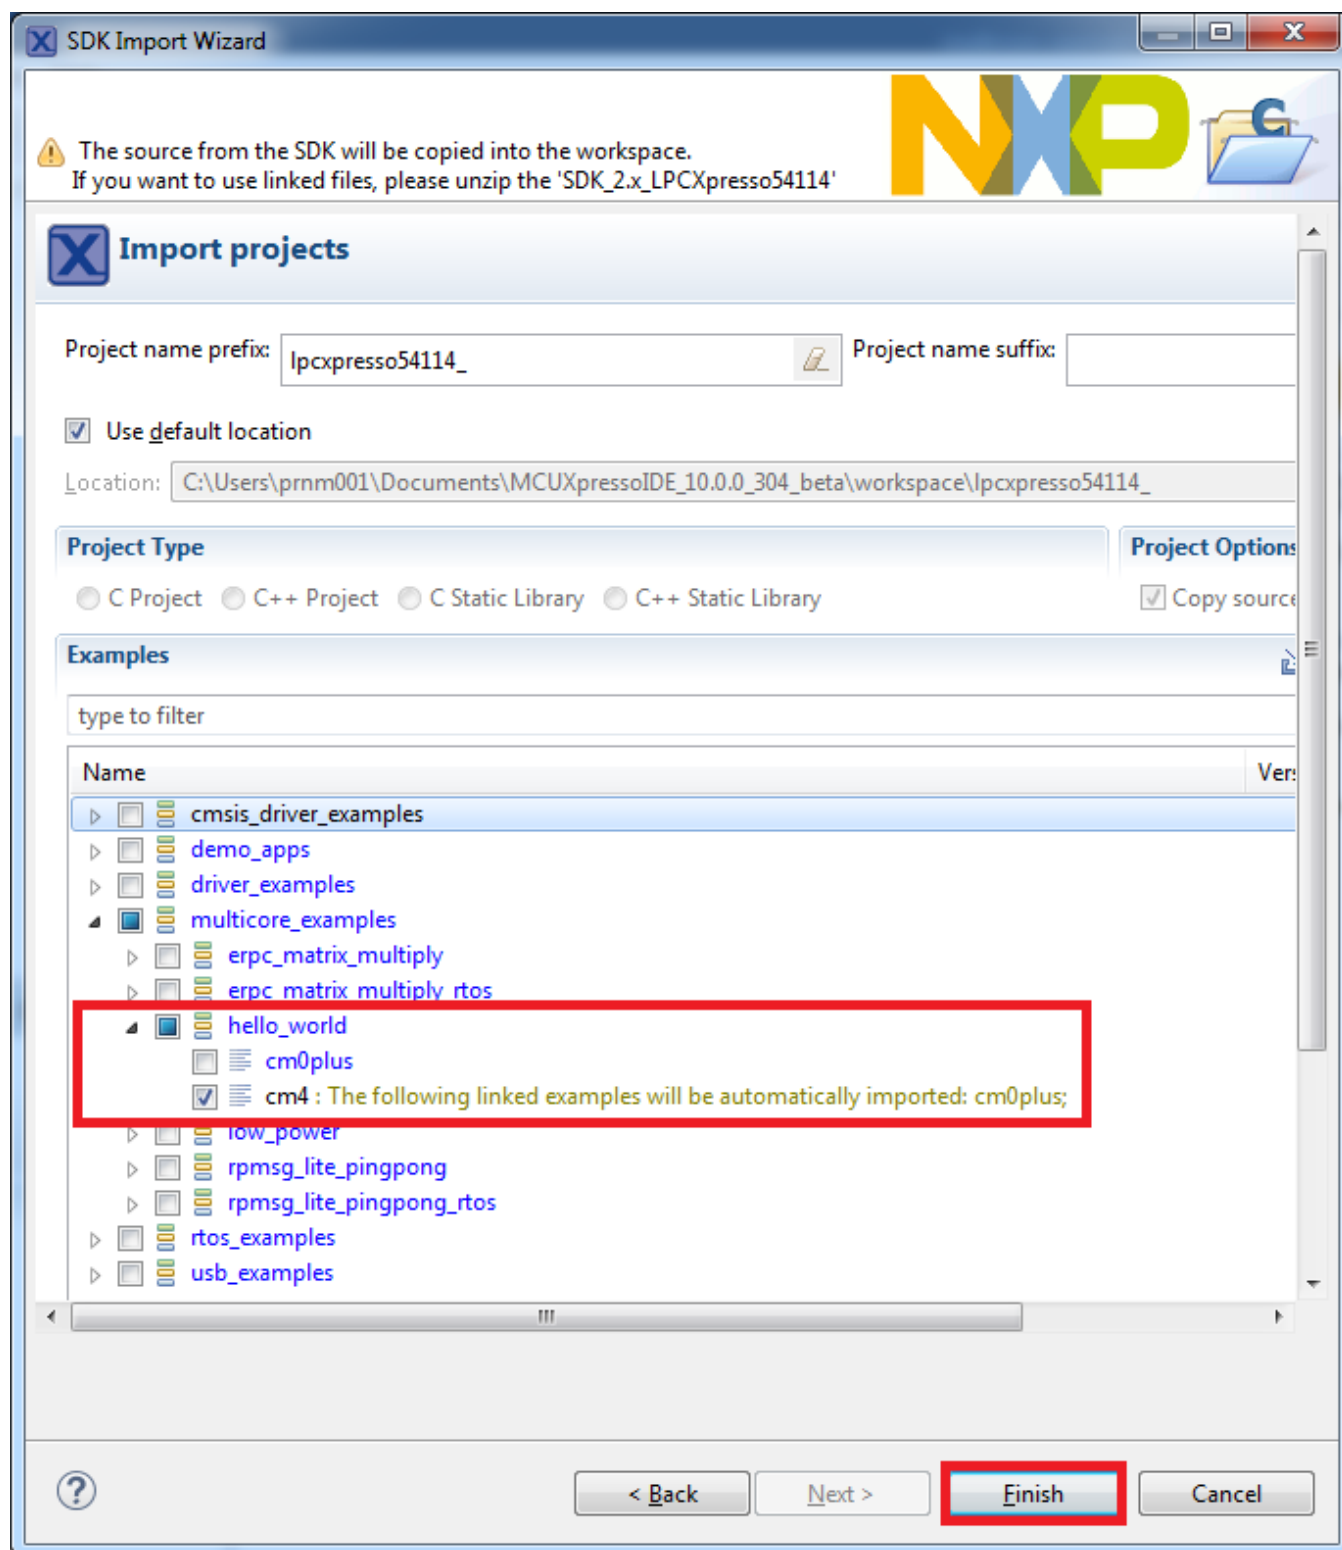 SDK Import Wizard
The source from the SDK will be copied into the workspace.
If you want to use linked files, please unzip the 'SDK_2.x_LPCXpresso54114'
NXP
C
Import projects
Project name prefix: lpcxpresso54114_ Project name suffix:
Use default location
Location: C:\Users\prnm001\Documents\MCUXpressoIDE_10.0.0_304_beta\workspace\lpcxpresso54114_
Project Type Project Options
C Project C++ Project C Static Library C++ Static Library Copy source
Examples
type to filter
Name Vers
cmsis_driver_examples
demo_apps
driver_examples
multicore_examples
erpc_matrix_multiply
erpc_matrix_multiply_rtos
hello_world
cm0plus
cm4 : The following linked examples will be automatically imported: cm0plus;
low_power
rpmsg_lite_pingpong
rpmsg_lite_pingpong_rtos
rtos_examples
usb_examples
< Back Next > Finish Cancel